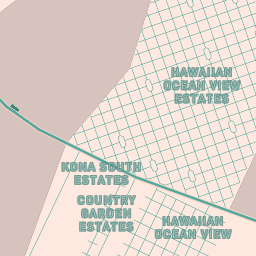 HAWAIIAN
OCEAN VIEW
ESTATES
KONA SOUTH
ESTATES
COUNTRY
GARDEN
ESTATES
HAWAIIAN
OCEAN VIEW